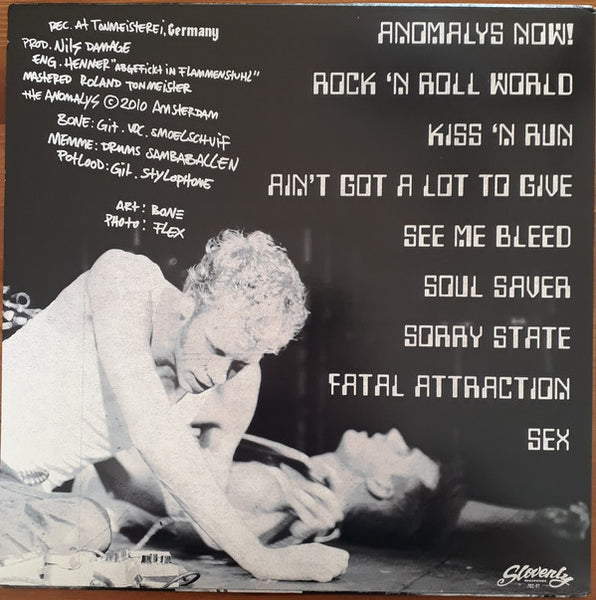 REC. AT TONMEISTEREI, Germany
PROD. Nils DAMAGE
ENG. HENNER "ABGEFICKT IN FLAMMENSTUHL"
MASTERED ROLAND TONMEISTER
THE ANOMALYS © 2010 AMSTERDAM
BONE: Git. VOC. SMOELSCHUIF
MEMME: DRUMS SAMBABALLEN
POTLOOD: Git. STYLOPHONE
ART: BONE
PHOTO: FLEX
ANOMALYS NOW!
ROCK 'N ROLL WORLD
KISS 'N RUN
AIN'T GOT A LOT TO GIVE
SEE ME BLEED
SOUL SAVER
SORRY STATE
FATAL ATTRACTION
SEX
Slovenly
RECORDINGS